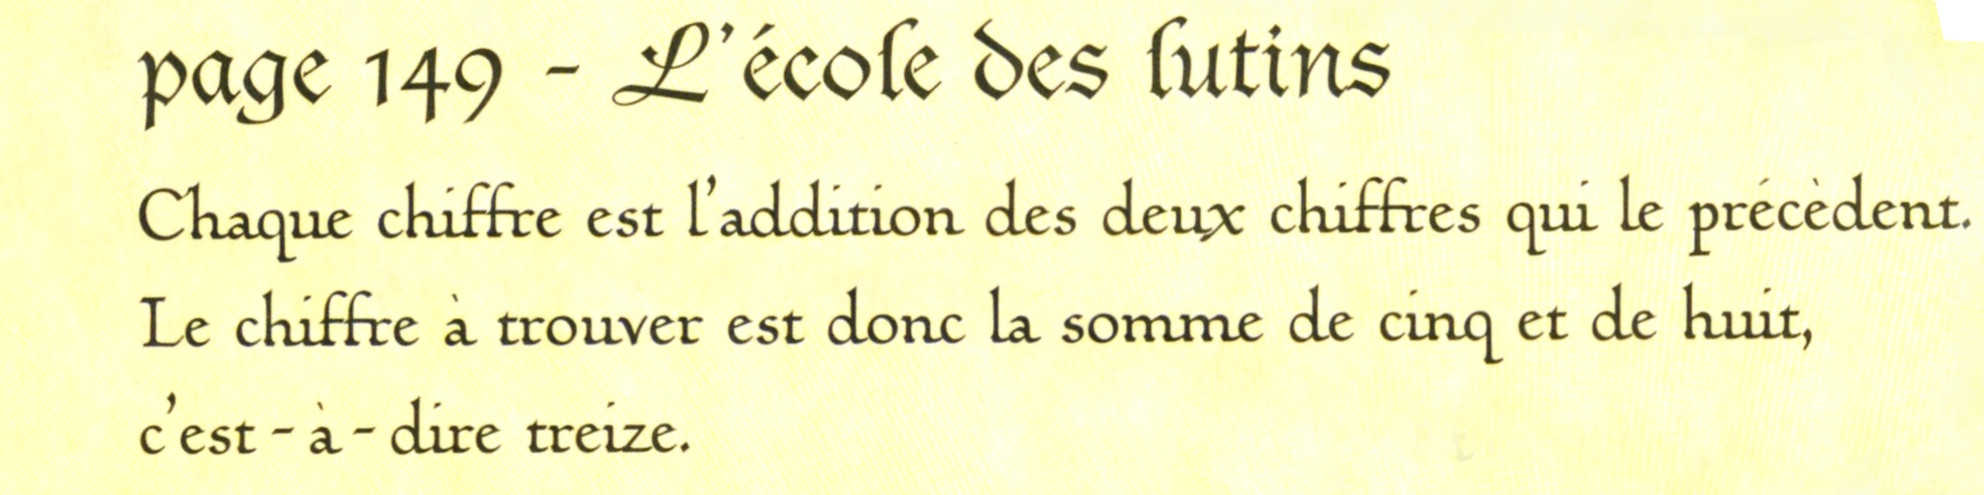 page 149 - L'école des lutins
Chaque chiffre est l'addition des deux chiffres qui le précèdent.
Le chiffre à trouver est donc la somme de cinq et de huit,
c'est-à-dire treize.